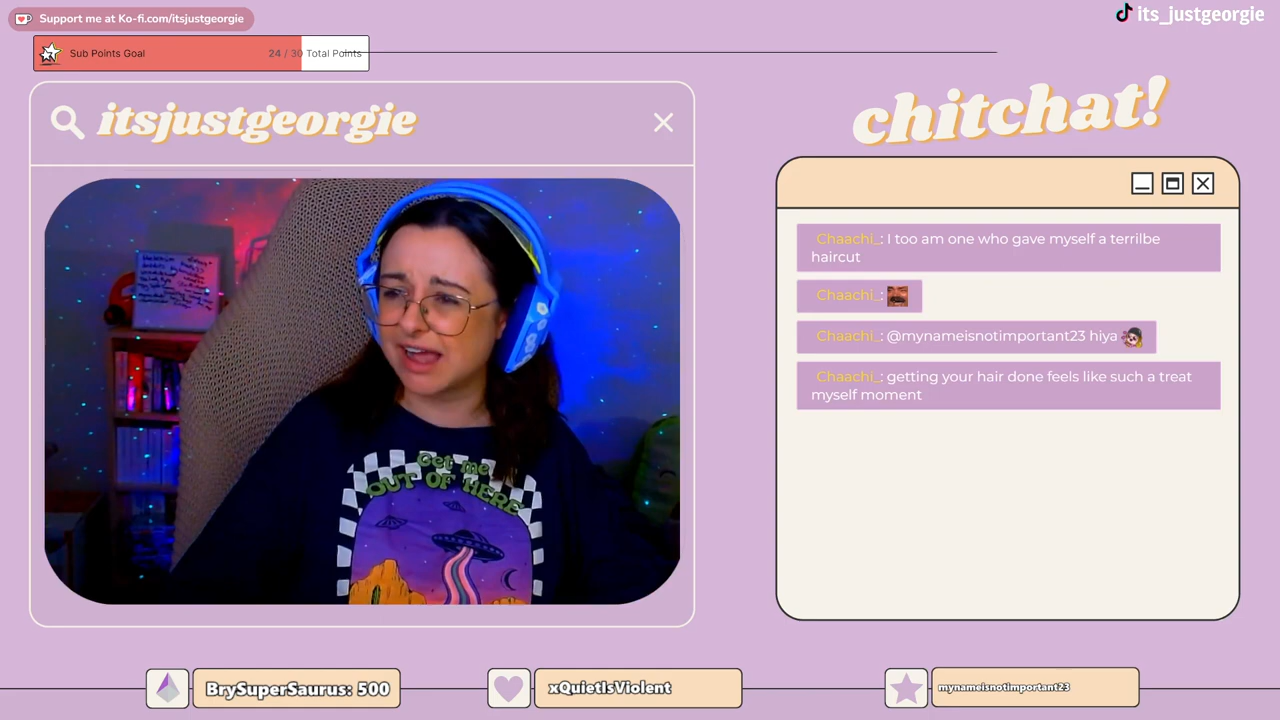 Support me at Ko-fi.com/itsjustgeorgie
its_justgeorgie
Sub Points Goal
24 / 30 Total Points
itsjustgeorgie
chitchat!
Chaachi_: I too am one who gave myself a terrilbe
haircut
Chaachi_:
Chaachi_: @mynameisnotimportant23 hiya
Chaachi_: getting your hair done feels like such a treat
myself moment
Get me
OUT OF HERE
BrySuperSaurus: 500
xQuietIsViolent
mynameisnotimportant23